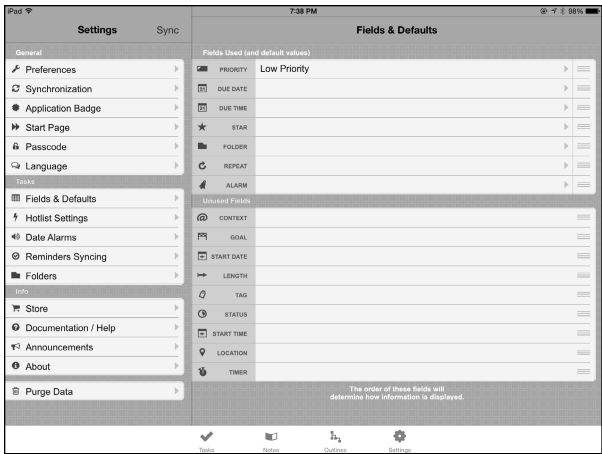 iPad 7:38 PM 98%
Settings Sync
Fields & Defaults
General
Preferences
Synchronization
Application Badge
Start Page
Passcode
Language
Tasks
Fields & Defaults
Hotlist Settings
Date Alarms
Reminders Syncing
Folders
Info
Store
Documentation / Help
Announcements
About
Purge Data
Fields Used (and default values)
PRIORITY Low Priority
DUE DATE
DUE TIME
STAR
FOLDER
REPEAT
ALARM
Unused Fields
CONTEXT
GOAL
START DATE
LENGTH
TAG
STATUS
START TIME
LOCATION
TIMER
The order of these fields will
determine how information is displayed.
Tasks Notes Outlines Settings